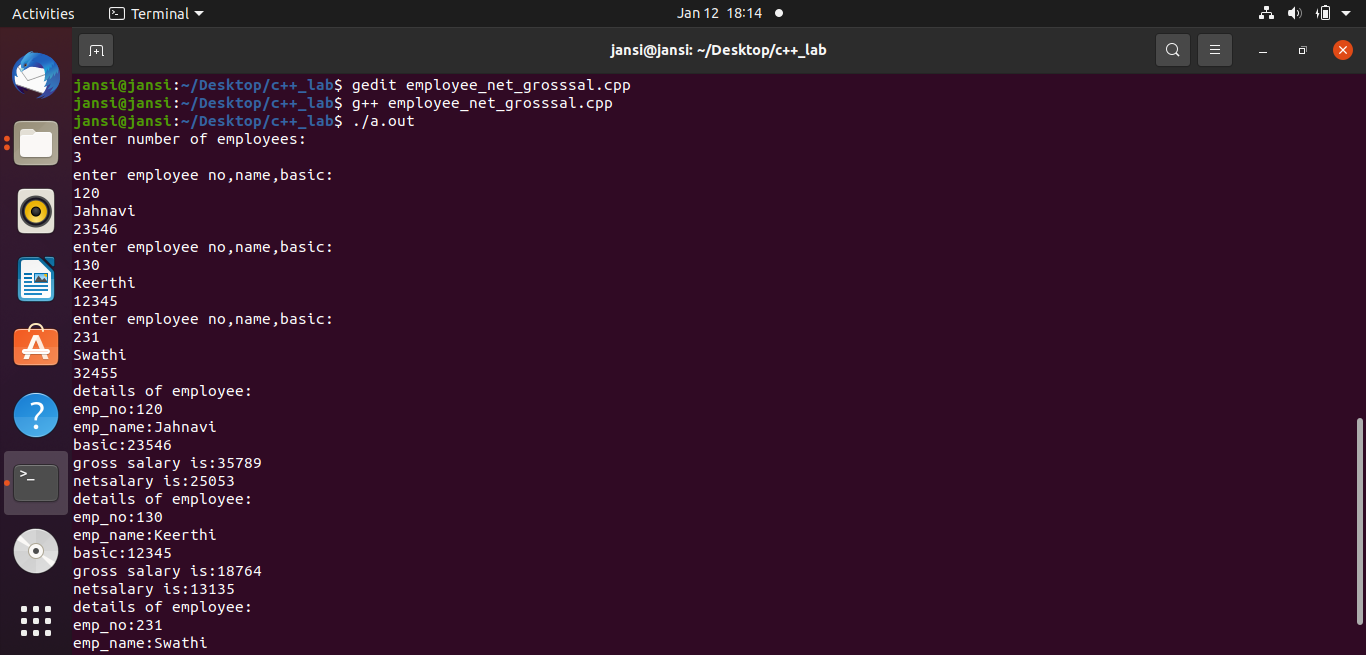 Activities
Terminal
Jan 12 18:14
jansi@jansi: ~/Desktop/c++_lab
jansi@jansi:~/Desktop/c++_lab$ gedit employee_net_grosssal.cpp
jansi@jansi:~/Desktop/c++_lab$ g++ employee_net_grosssal.cpp
jansi@jansi:~/Desktop/c++_lab$ ./a.out
enter number of employees:
3
enter employee no,name,basic:
120
Jahnavi
23546
enter employee no,name,basic:
130
Keerthi
12345
enter employee no,name,basic:
231
Swathi
32455
details of employee:
emp_no:120
emp_name:Jahnavi
basic:23546
gross salary is:35789
netsalary is:25053
details of employee:
emp_no:130
emp_name:Keerthi
basic:12345
gross salary is:18764
netsalary is:13135
details of employee:
emp_no:231
emp_name:Swathi